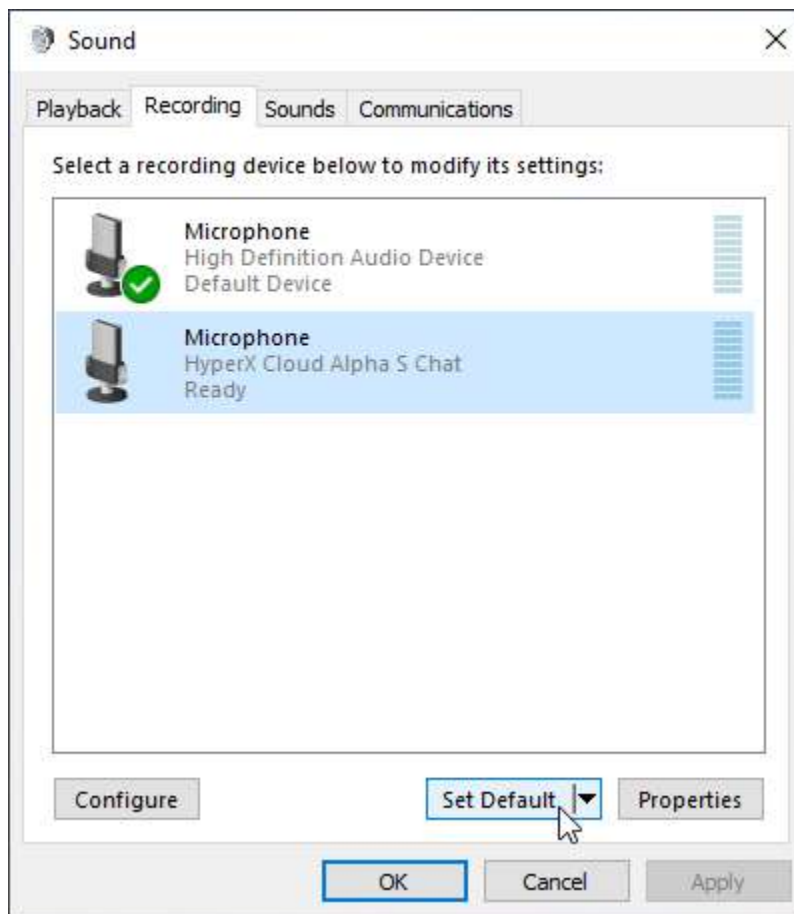 Sound
Playback Recording Sounds Communications
Select a recording device below to modify its settings:
Microphone
High Definition Audio Device
Default Device
Microphone
HyperX Cloud Alpha S Chat
Ready
Configure Set Default Properties
OK Cancel Apply